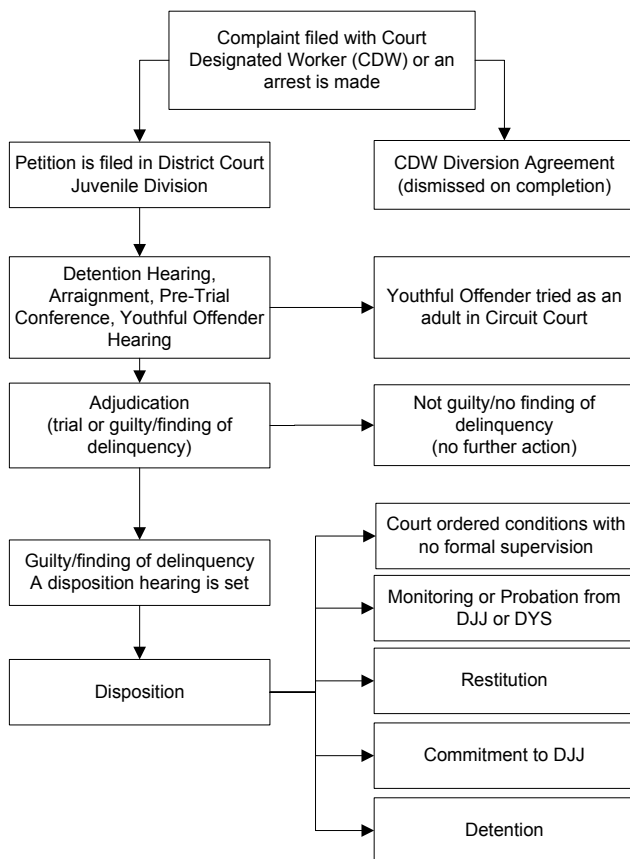 Complaint filed with Court
Designated Worker (CDW) or an
arrest is made
Petition is filed in District Court
Juvenile Division
CDW Diversion Agreement
(dismissed on completion)
Detention Hearing,
Arraignment, Pre-Trial
Conference, Youthful Offender
Hearing
Youthful Offender tried as an
adult in Circuit Court
Adjudication
(trial or guilty/finding of
delinquency)
Not guilty/no finding of
delinquency
(no further action)
Guilty/finding of delinquency
A disposition hearing is set
Court ordered conditions with
no formal supervision
Monitoring or Probation from
DJJ or DYS
Disposition
Restitution
Commitment to DJJ
Detention